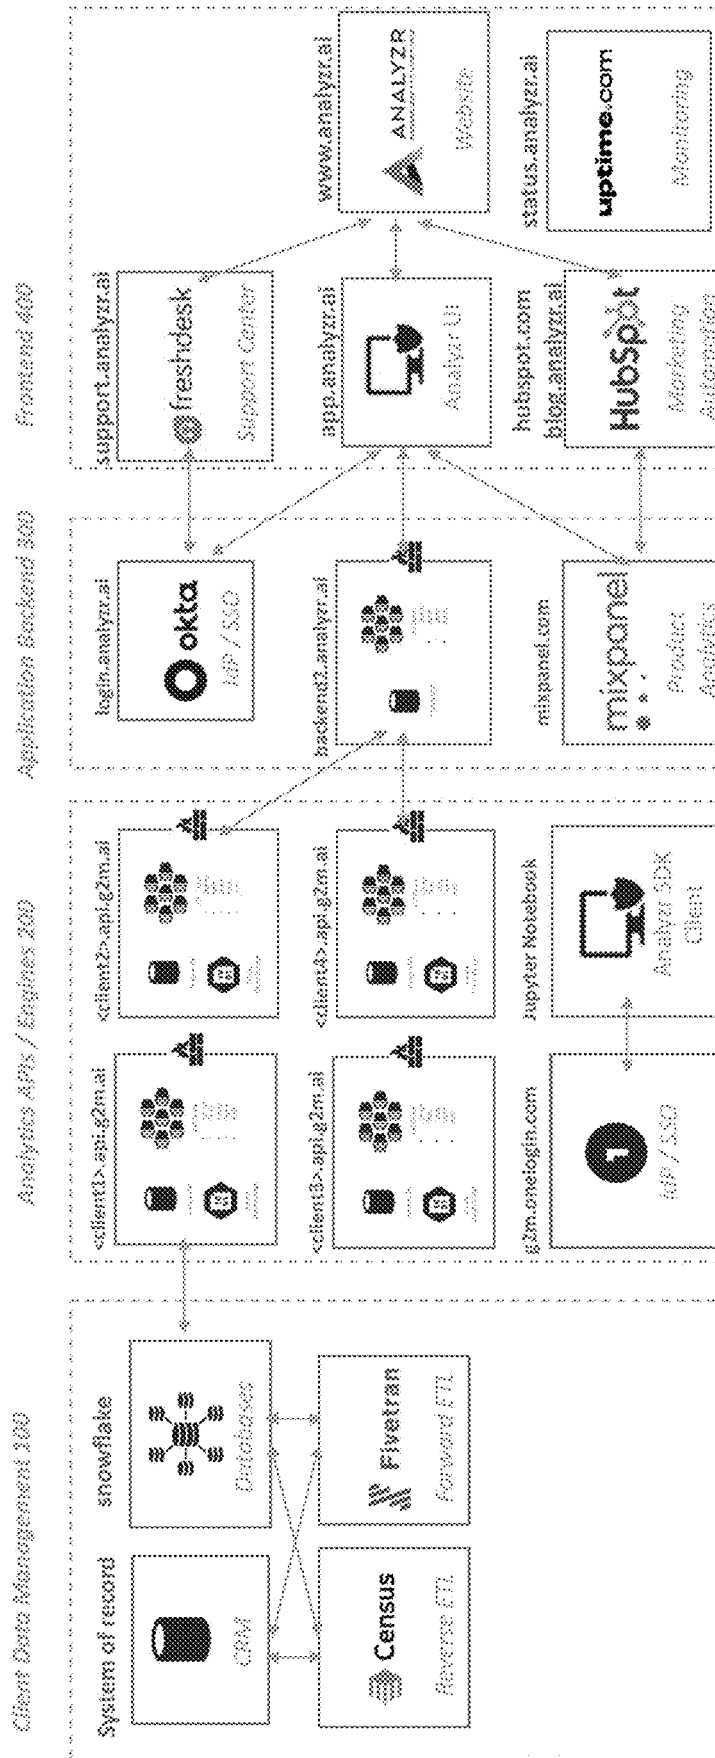 Client Data Management 100
System of record
CRM
snowflake
Databases
Census
Reverse ETL
Fivetran
Forward ETL
Analytics APIs / Engines 200
<client1>.api.g2m.ai
<client2>.api.g2m.ai
<client3>.api.g2m.ai
<client4>.api.g2m.ai
g2m.onelogin.com
1
IdP / SSO
Jupyter Notebook
Analyzr SDK
Client
Application Backend 300
login.analyzr.ai
okta
IdP / SSO
backend2.analyzr.ai
mixpanel.com
mixpanel
Product
Analytics
Frontend 400
support.analyzr.ai
freshdesk
Support Center
app.analyzr.ai
Analyzr UI
hubspot.com
blog.analyzr.ai
HubSpot
Marketing
Automation
www.analyzr.ai
ANALYZR
Website
status.analyzr.ai
uptime.com
Monitoring